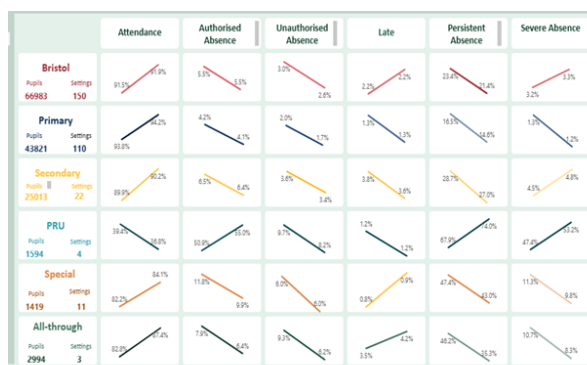 Attendance Authorised Absence Unauthorised Absence Late Persistent Absence Severe Absence
Bristol
Pupils Settings
66983 150
91.5% 91.9% 5.5% 5.5% 3.0% 2.6% 2.2% 2.2% 23.4% 21.4% 3.2% 3.3%
Primary
Pupils Settings
43821 110
93.8% 94.2% 4.2% 4.1% 2.0% 1.7% 1.3% 1.3% 16.5% 14.6% 1.3% 1.2%
Secondary
Pupils Settings
25013 22
89.9% 90.2% 6.5% 6.4% 3.6% 3.4% 3.8% 3.6% 28.7% 27.0% 4.5% 4.8%
PRU
Pupils Settings
1594 4
39.4% 36.8% 50.9% 55.0% 9.7% 8.2% 1.2% 1.2% 67.9% 74.0% 47.4% 53.2%
Special
Pupils Settings
1419 11
82.2% 84.1% 11.8% 9.9% 6.0% 6.0% 0.8% 0.9% 47.4% 43.0% 11.3% 9.8%
All-through
Pupils Settings
2994 3
82.8% 87.4% 7.9% 6.4% 9.3% 6.2% 3.5% 4.2% 46.2% 35.3% 10.7% 8.3%